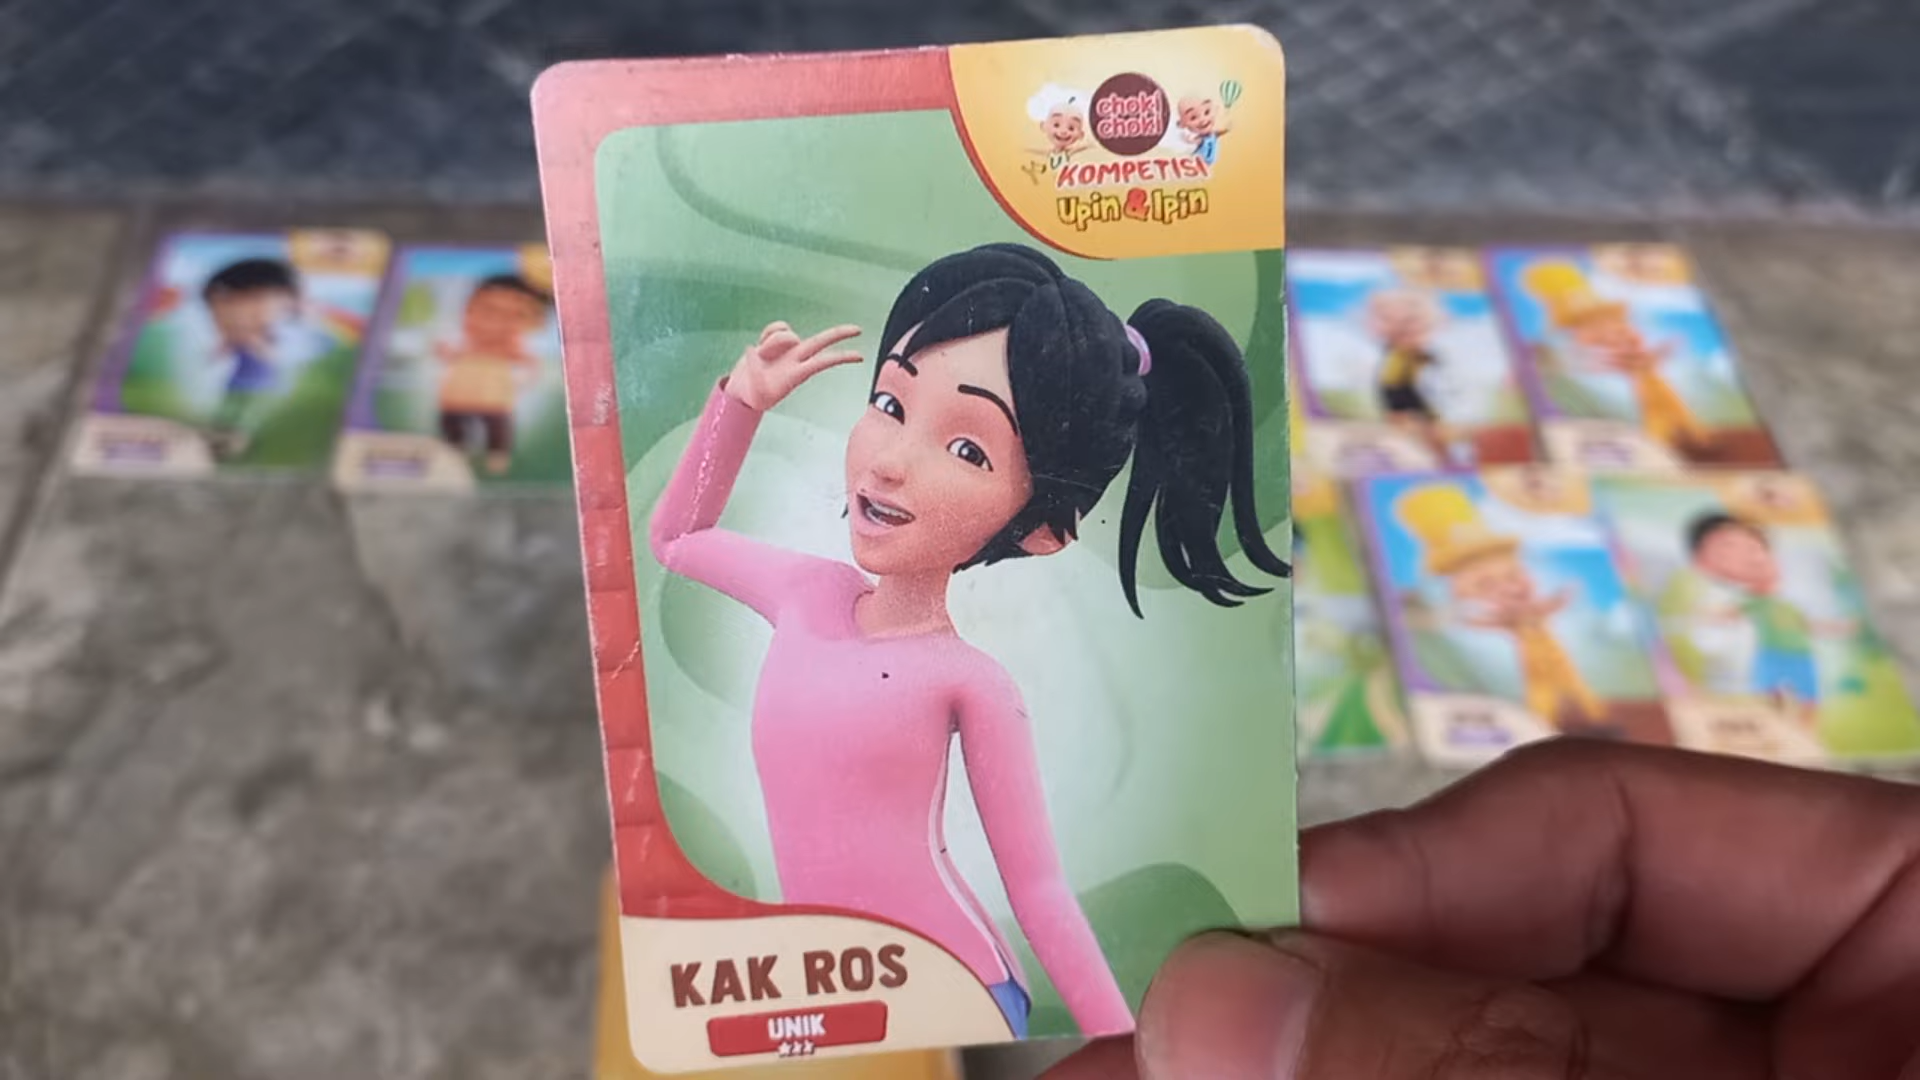 choki
choki
KOMPETISI
Upin & Ipin
KAK ROS
UNIK